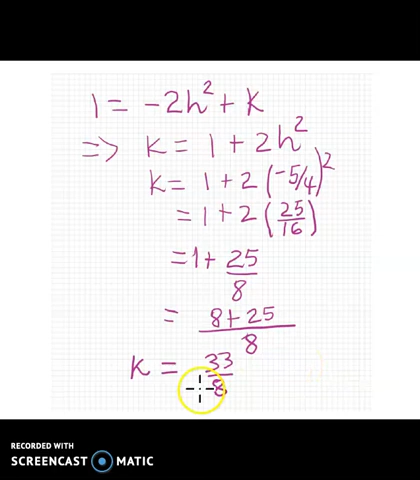 1 = -2h² + k
=> k = 1 + 2h²
k = 1 + 2 (-5/4)²
= 1 + 2 (25/16)
= 1 + 25/8
= 8 + 25/8
k = 33/8
RECORDED WITH
SCREENCAST MATIC